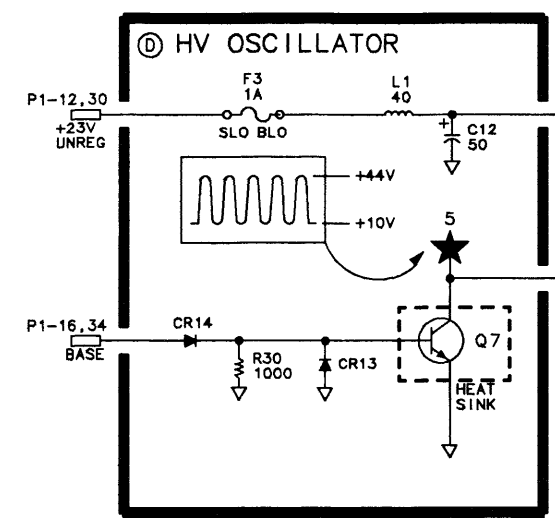 D HV OSCILLATOR
F3
1A
SLO BLO
L1
40
P1-12,30
+23V
UNREG
+
C12
50
+44V
+10V
5
P1-16,34
BASE
CR14
R30
1000
CR13
Q7
HEAT
SINK